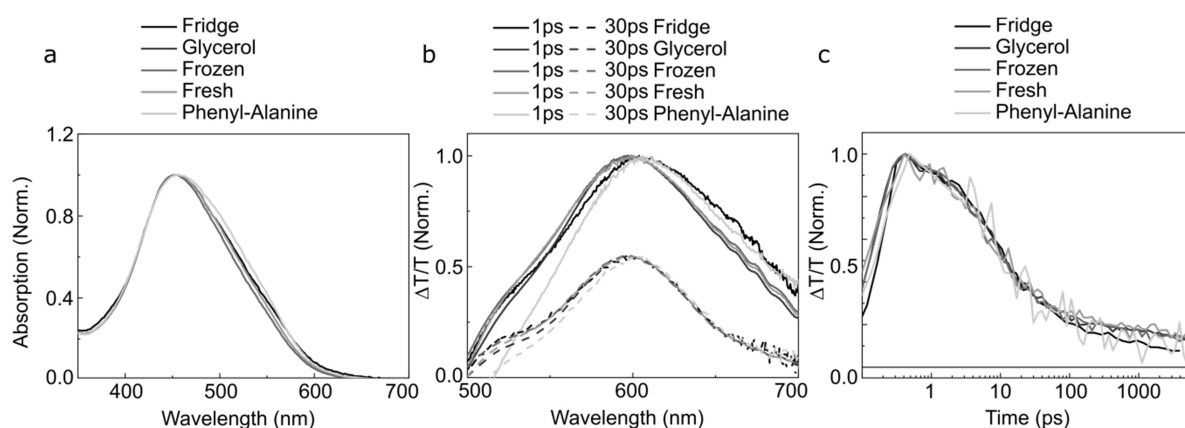 a
Fridge
Glycerol
Frozen
Fresh
Phenyl-Alanine
Absorption (Norm.)
1.2
0.8
0.4
0.0
400 500 600 700
Wavelength (nm)
b
1ps 30ps Fridge
1ps 30ps Glycerol
1ps 30ps Frozen
1ps 30ps Fresh
1ps 30ps Phenyl-Alanine
ΔT/T (Norm.)
1.0
0.5
0.0
500 600 700
Wavelength (nm)
c
Fridge
Glycerol
Frozen
Fresh
Phenyl-Alanine
ΔT/T (Norm.)
1.0
0.5
0.0
1 10 100 1000
Time (ps)